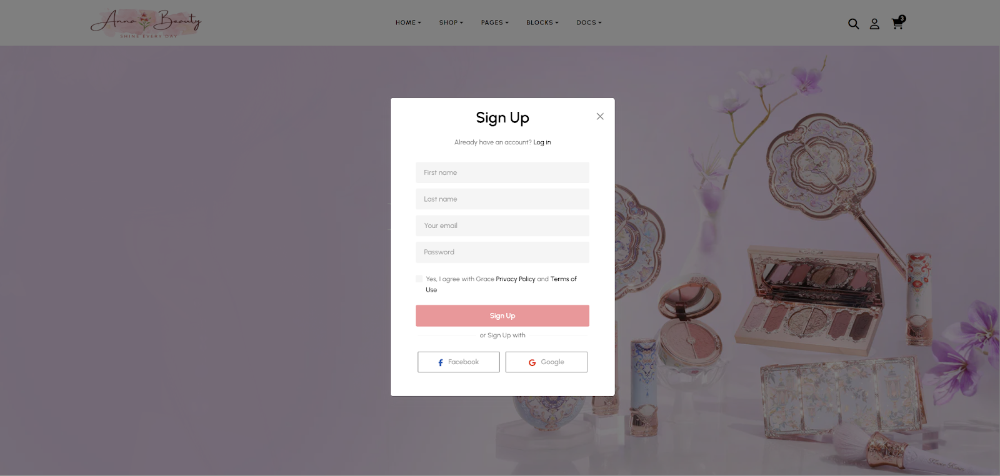 Anna Beauty
SHINE EVERY DAY
HOME
SHOP
PAGES
BLOCKS
DOCS
3
Sign Up
Already have an account? Log in
First name
Last name
Your email
Password
Yes, I agree with Grace Privacy Policy and Terms of
Use
Sign Up
or Sign Up with
Facebook
Google